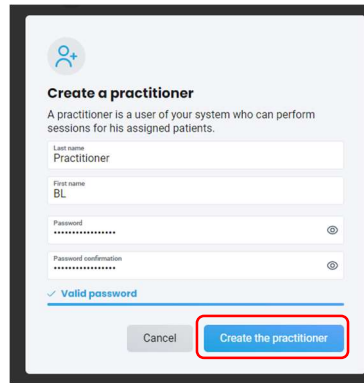 Create a practitioner
A practitioner is a user of your system who can perform
sessions for his assigned patients.
Last name
Practitioner
First name
BL
Password
••••••••••••••••
Password confirmation
••••••••••••••••
Valid password
Cancel
Create the practitioner